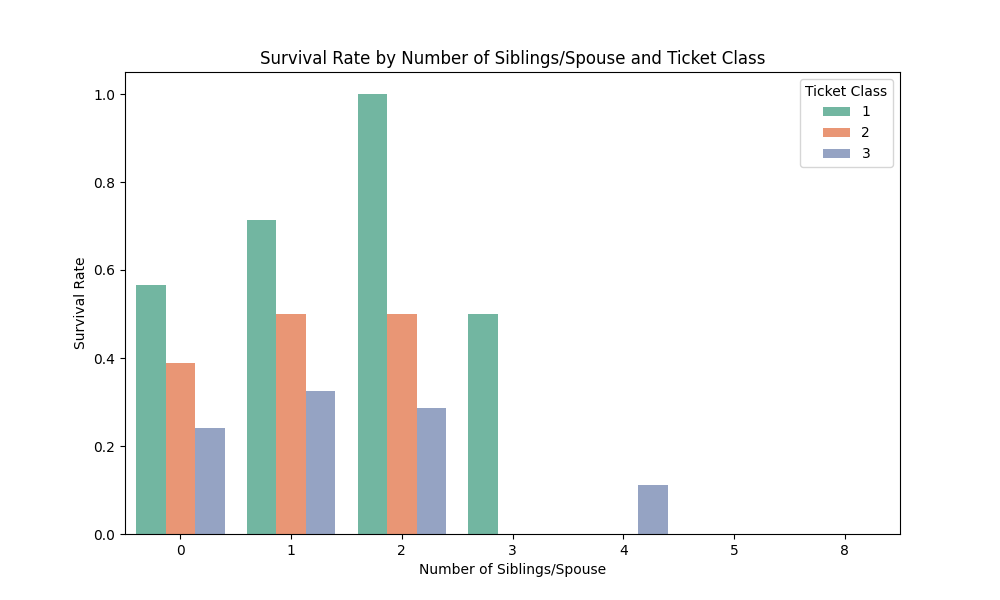 Survival Rate by Number of Siblings/Spouse and Ticket Class
Ticket Class
1
2
3
1.0
0.8
0.6
0.4
0.2
0.0
Survival Rate
0 1 2 3 4 5 8
Number of Siblings/Spouse